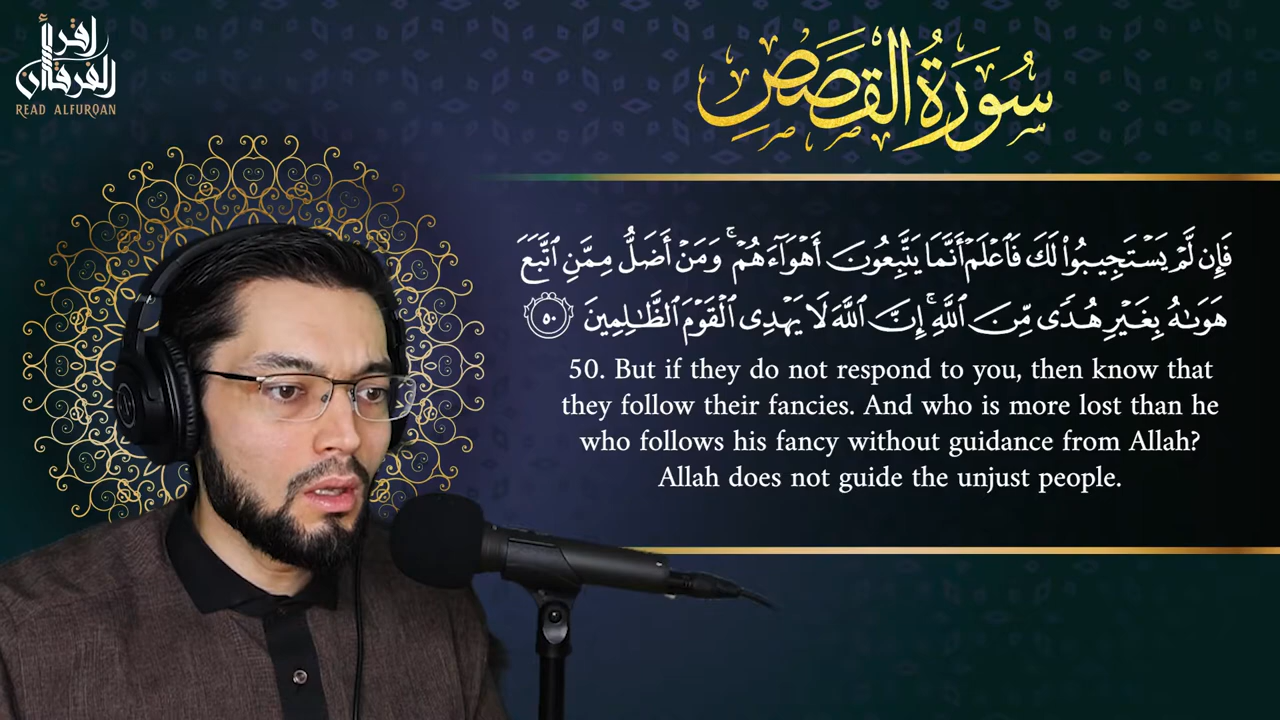 اقرأ
الفرقان
READ ALFURQAN
سُورَةُ القَصَصِ
فَإِن لَّمْ يَسْتَجِيبُوا۟ لَكَ فَٱعْلَمْ أَنَّمَا يَتَّبِعُونَ أَهْوَآءَهُمْ ۚ وَمَنْ أَضَلُّ مِمَّنِ ٱتَّبَعَ
هَوَىٰهُ بِغَيْرِ هُدًى مِّنَ ٱللَّهِ ۚ إِنَّ ٱللَّهَ لَا يَهْدِى ٱلْقَوْمَ ٱلظَّـٰلِمِينَ ٥٠
50. But if they do not respond to you, then know that
they follow their fancies. And who is more lost than he
who follows his fancy without guidance from Allah?
Allah does not guide the unjust people.